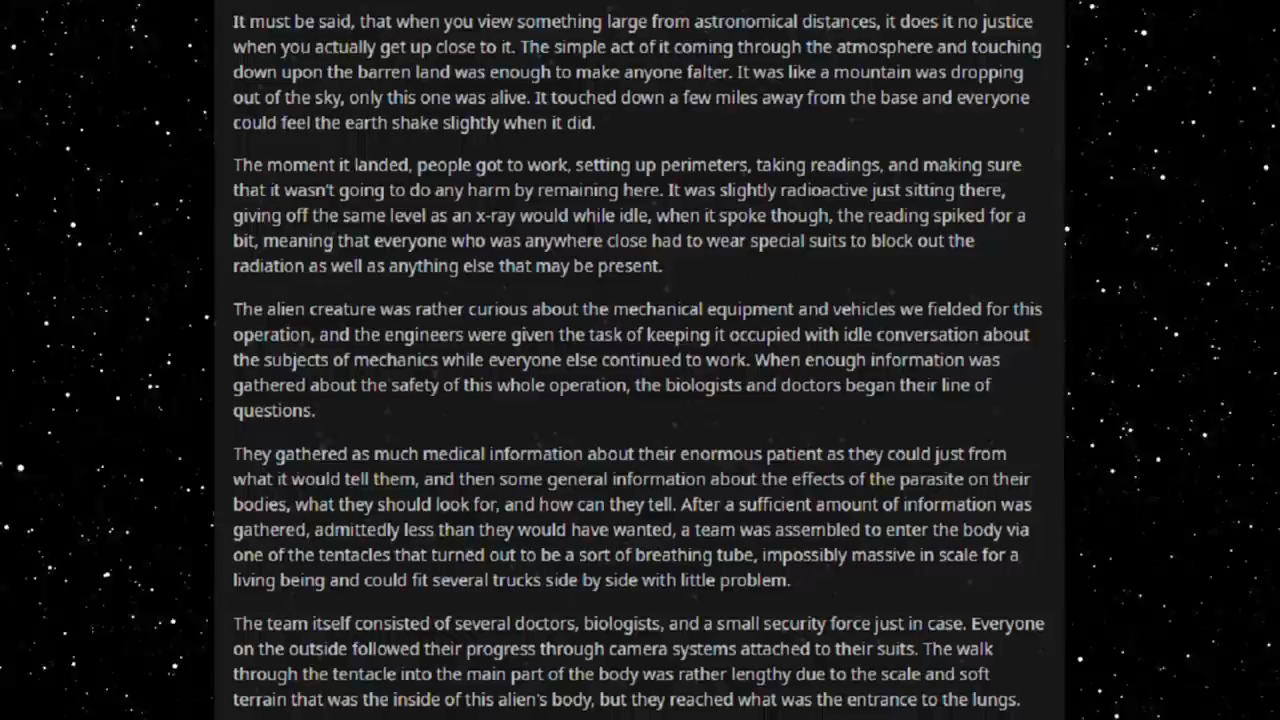 It must be said, that when you view something large from astronomical distances, it does it no justice
when you actually get up close to it. The simple act of it coming through the atmosphere and touching
down upon the barren land was enough to make anyone falter. It was like a mountain was dropping
out of the sky, only this one was alive. It touched down a few miles away from the base and everyone
could feel the earth shake slightly when it did.
The moment it landed, people got to work, setting up perimeters, taking readings, and making sure
that it wasn't going to do any harm by remaining here. It was slightly radioactive just sitting there,
giving off the same level as an x-ray would while idle, when it spoke though, the reading spiked for a
bit, meaning that everyone who was anywhere close had to wear special suits to block out the
radiation as well as anything else that may be present.
The alien creature was rather curious about the mechanical equipment and vehicles we fielded for this
operation, and the engineers were given the task of keeping it occupied with idle conversation about
the subjects of mechanics while everyone else continued to work. When enough information was
gathered about the safety of this whole operation, the biologists and doctors began their line of
questions.
They gathered as much medical information about their enormous patient as they could just from
what it would tell them, and then some general information about the effects of the parasite on their
bodies, what they should look for, and how can they tell. After a sufficient amount of information was
gathered, admittedly less than they would have wanted, a team was assembled to enter the body via
one of the tentacles that turned out to be a sort of breathing tube, impossibly massive in scale for a
living being and could fit several trucks side by side with little problem.
The team itself consisted of several doctors, biologists, and a small security force just in case. Everyone
on the outside followed their progress through camera systems attached to their suits. The walk
through the tentacle into the main part of the body was rather lengthy due to the scale and soft
terrain that was the inside of this alien's body, but they reached what was the entrance to the lungs.